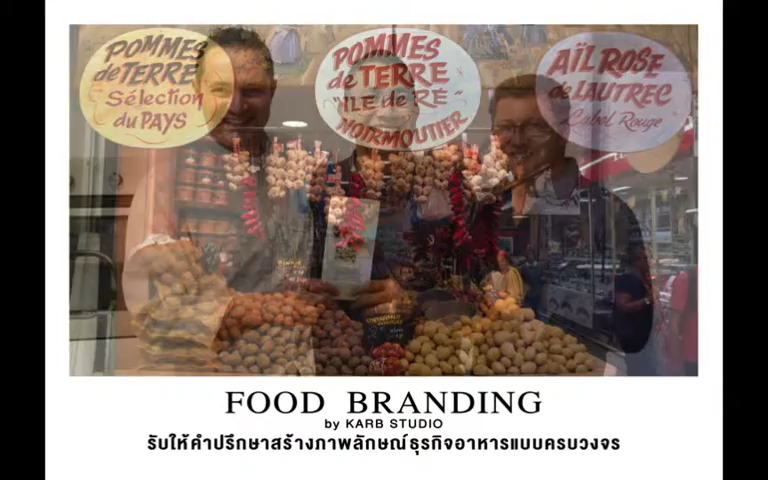 POMMES
de TERRE
Sélection
du PAYS
POMMES
de TERRE
"ILE de RÉ"
NOIRMOUTIER
AÏL ROSE
de LAUTREC
Label Rouge
FOOD BRANDING
by KARB STUDIO
รับให้คำปรึกษาสร้างภาพลักษณ์ธุรกิจอาหารแบบครบวงจร